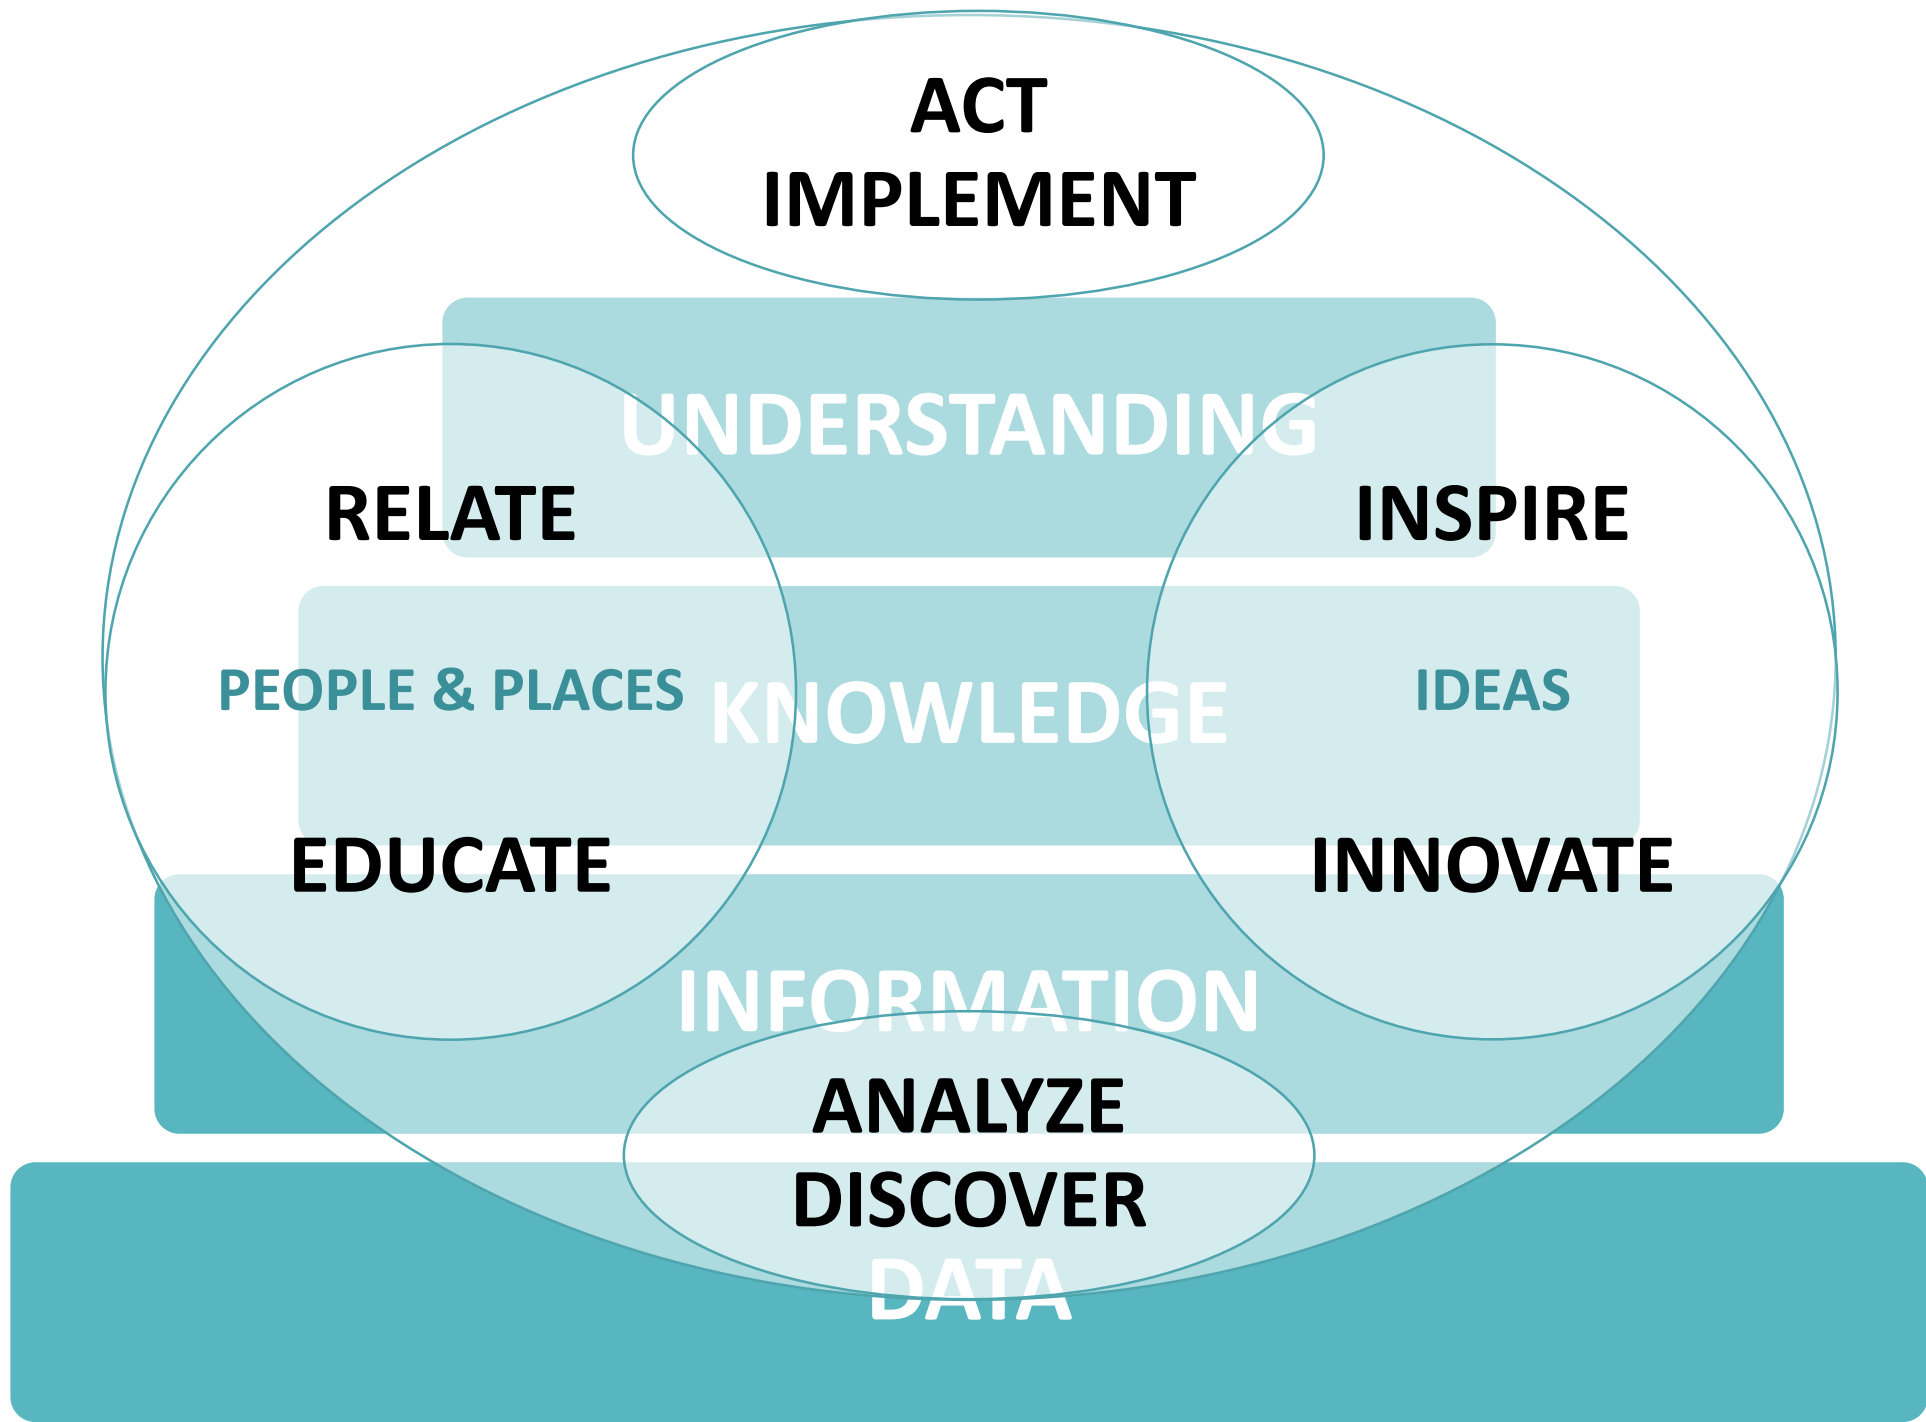 ACT
IMPLEMENT
UNDERSTANDING
RELATE
INSPIRE
PEOPLE & PLACES
KNOWLEDGE
IDEAS
EDUCATE
INNOVATE
INFORMATION
ANALYZE
DISCOVER
DATA